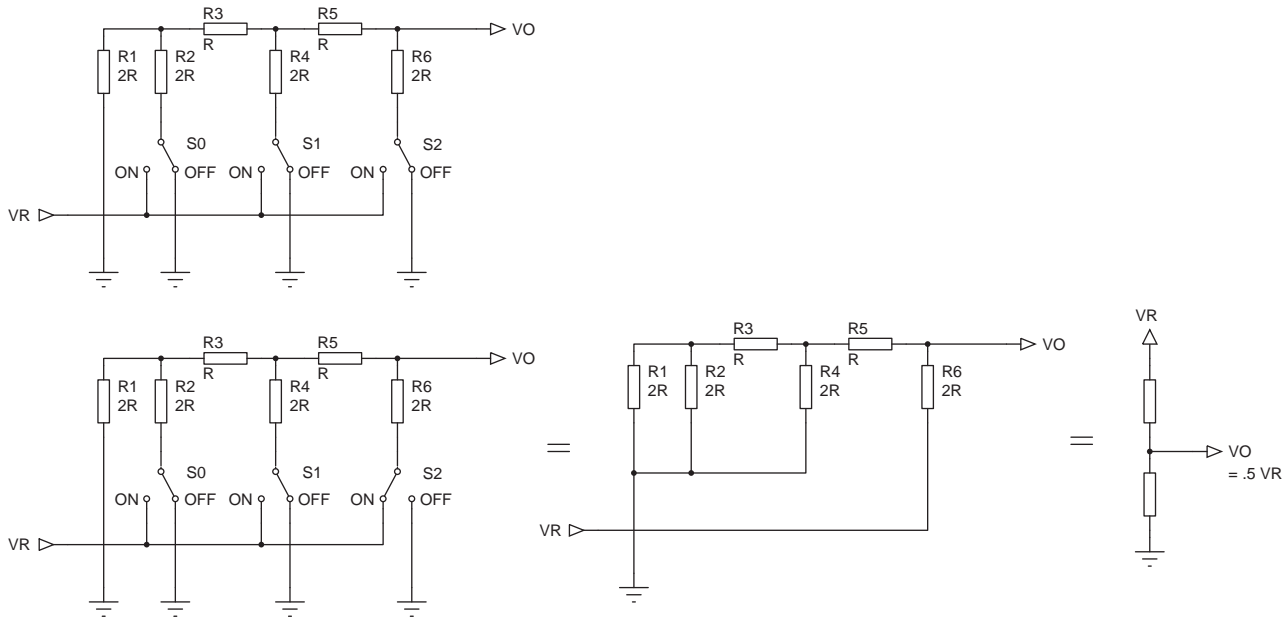 R3 R5
R R VO
R1 R2 R4 R6
2R 2R 2R 2R
S0 S1 S2
ON OFF ON OFF ON OFF
VR
R3 R5
R R VO
R1 R2 R4 R6
2R 2R 2R 2R
S0 S1 S2
ON OFF ON OFF ON OFF
VR
=
R3 R5
R R VO
R1 R2 R4 R6
2R 2R 2R 2R
VR
=
VR
VO
= .5 VR